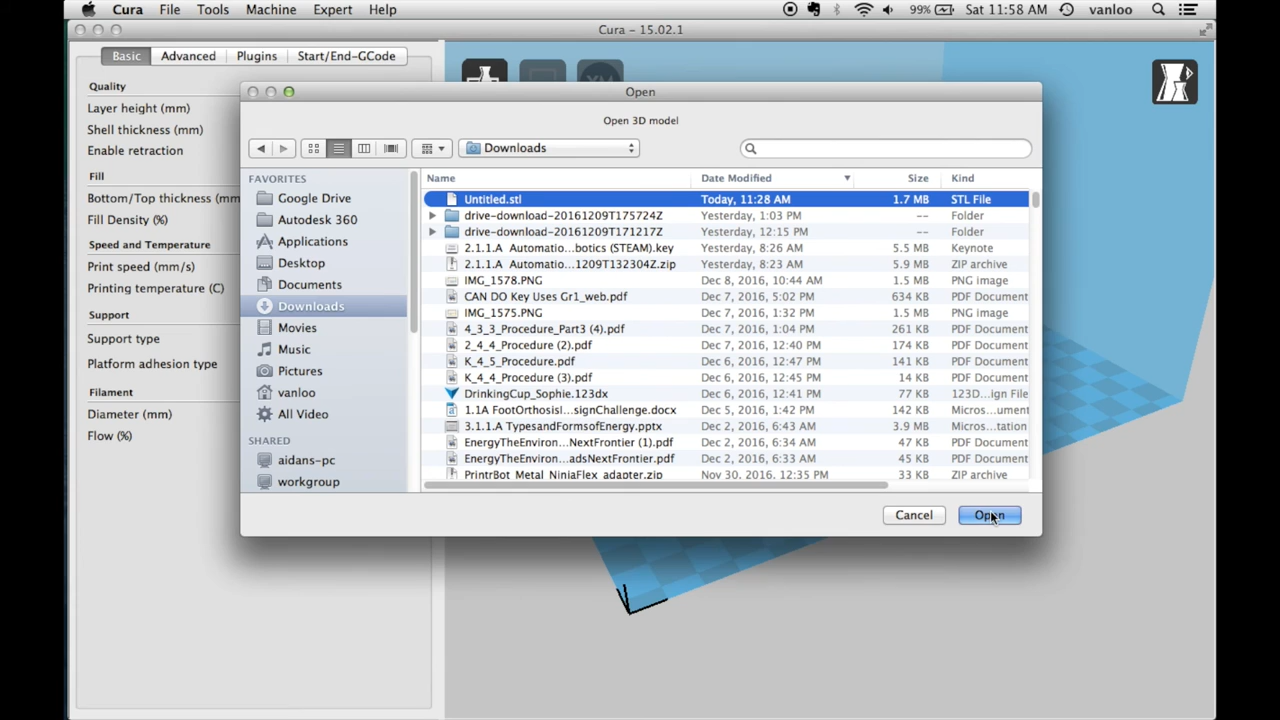 Cura File Tools Machine Expert Help 99% Sat 11:58 AM vanloo
Cura – 15.02.1
Basic Advanced Plugins Start/End-GCode
Quality
Layer height (mm)
Shell thickness (mm)
Enable retraction
Fill
Bottom/Top thickness (mm)
Fill Density (%)
Speed and Temperature
Print speed (mm/s)
Printing temperature (C)
Support
Support type
Platform adhesion type
Filament
Diameter (mm)
Flow (%)
Open
Open 3D model
Downloads
FAVORITES
Google Drive
Autodesk 360
Applications
Desktop
Documents
Downloads
Movies
Music
Pictures
vanloo
All Video
SHARED
aidans-pc
workgroup
Name Date Modified Size Kind
Untitled.stl Today, 11:28 AM 1.7 MB STL File
drive-download-20161209T175724Z Yesterday, 1:03 PM -- Folder
drive-download-20161209T171217Z Yesterday, 12:15 PM -- Folder
2.1.1.A Automatio...botics (STEAM).key Yesterday, 8:26 AM 5.5 MB Keynote
2.1.1.A Automatio...1209T132304Z.zip Yesterday, 8:23 AM 5.9 MB ZIP archive
IMG_1578.PNG Dec 8, 2016, 10:44 AM 1.5 MB PNG image
CAN DO Key Uses Gr1_web.pdf Dec 7, 2016, 5:02 PM 634 KB PDF Document
IMG_1575.PNG Dec 7, 2016, 1:32 PM 1.5 MB PNG image
4_3_3_Procedure_Part3 (4).pdf Dec 7, 2016, 1:04 PM 261 KB PDF Document
2_4_4_Procedure (2).pdf Dec 6, 2016, 12:40 PM 174 KB PDF Document
K_4_5_Procedure.pdf Dec 6, 2016, 12:47 PM 141 KB PDF Document
K_4_4_Procedure (3).pdf Dec 6, 2016, 12:45 PM 14 KB PDF Document
DrinkingCup_Sophie.123dx Dec 6, 2016, 12:41 PM 77 KB 123D...ign File
1.1A FootOrthosisI...signChallenge.docx Dec 5, 2016, 1:42 PM 142 KB Micros...ument
3.1.1.A TypesandFormsofEnergy.pptx Dec 2, 2016, 6:43 AM 3.9 MB Micros...tation
EnergyTheEnviron...NextFrontier (1).pdf Dec 2, 2016, 6:34 AM 47 KB PDF Document
EnergyTheEnviron...adsNextFrontier.pdf Dec 2, 2016, 6:33 AM 45 KB PDF Document
PrintrBot Metal NinjaFlex adapter.zip Nov 30, 2016, 12:35 PM 33 KB ZIP archive
Cancel Open